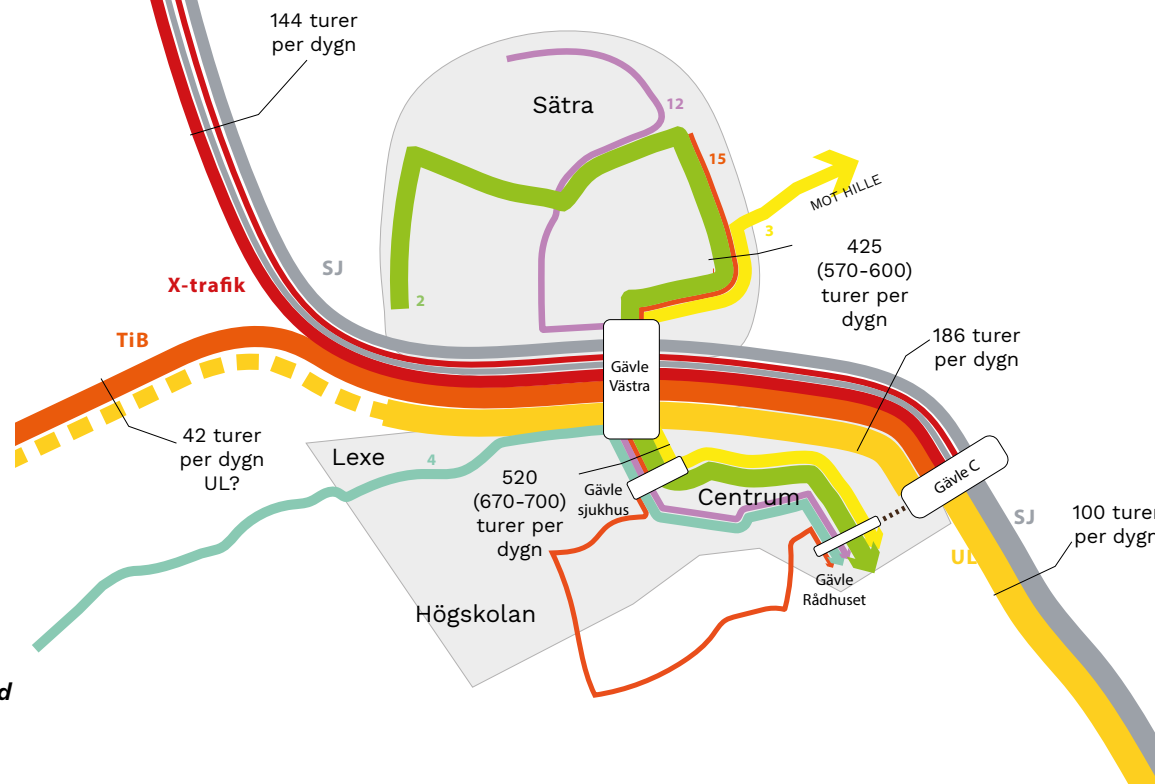 144 turer
per dygn
Sätra
12
15
MOT HILLE
3
SJ
X-trafik
2
425
(570-600)
turer per
dygn
TiB
186 turer
per dygn
Gävle
Västra
42 turer
per dygn
UL?
Lexe
4
520
(670-700)
turer per
dygn
Gävle
sjukhus
Centrum
Gävle C
SJ
100 turer
per dygn
UL
Gävle
Rådhuset
Högskolan
d